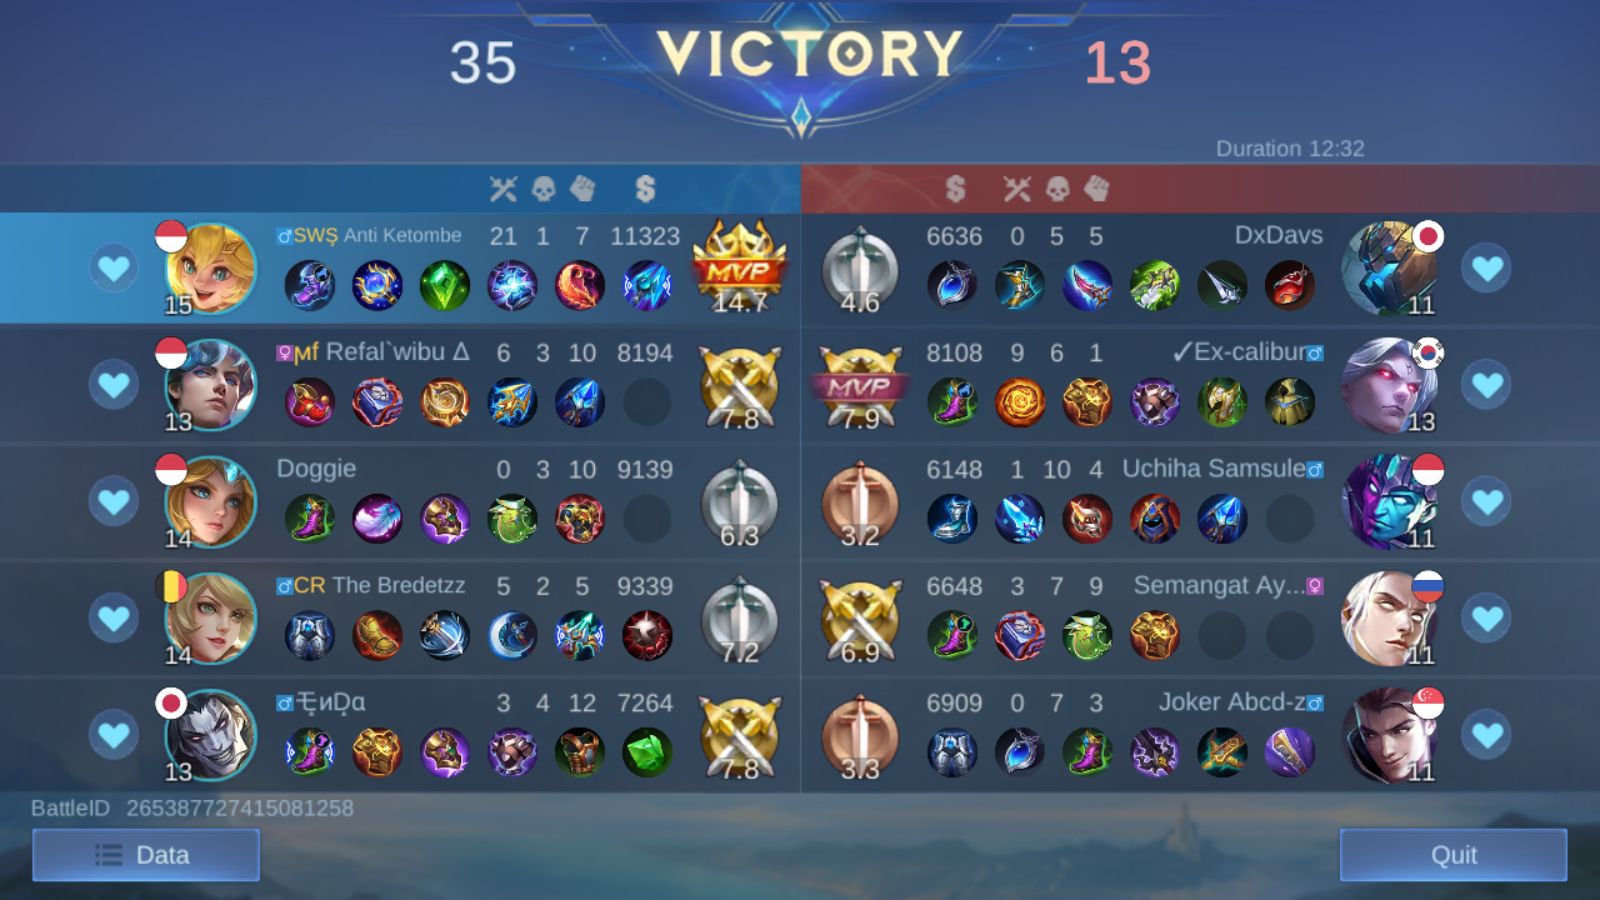 35 VICTORY 13
Duration 12:32
SWŞ Anti Ketombe 21 1 7 11323 MVP 14.7 15
4.6 6636 0 5 5 DxDavs 11
мf Refal`wibu Δ 6 3 10 8194 7.8 13
MVP 7.9 8108 9 6 1 ✓Ex-calibur 13
Doggie 0 3 10 9139 6.3 14
3.2 6148 1 10 4 Uchiha Samsule 11
CR The Bredetzz 5 2 5 9339 7.2 14
6.9 6648 3 7 9 Semangat Ay... 11
3 4 12 7264 7.8 13
3.3 6909 0 7 3 Joker Abcd-z 11
BattleID 265387727415081258
Data
Quit